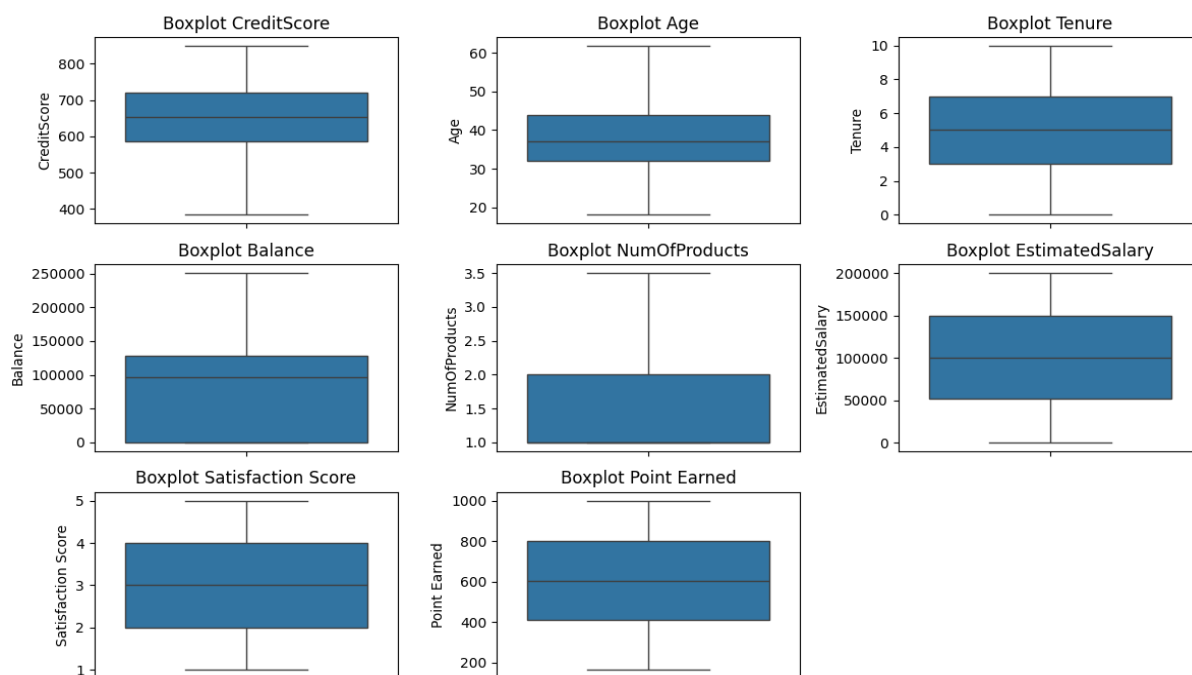 Boxplot CreditScore
CreditScore
800
700
600
500
400
Boxplot Age
Age
60
50
40
30
20
Boxplot Tenure
Tenure
10
8
6
4
2
0
Boxplot Balance
Balance
250000
200000
150000
100000
50000
0
Boxplot NumOfProducts
NumOfProducts
3.5
3.0
2.5
2.0
1.5
1.0
Boxplot EstimatedSalary
EstimatedSalary
200000
150000
100000
50000
0
Boxplot Satisfaction Score
Satisfaction Score
5
4
3
2
1
Boxplot Point Earned
Point Earned
1000
800
600
400
200